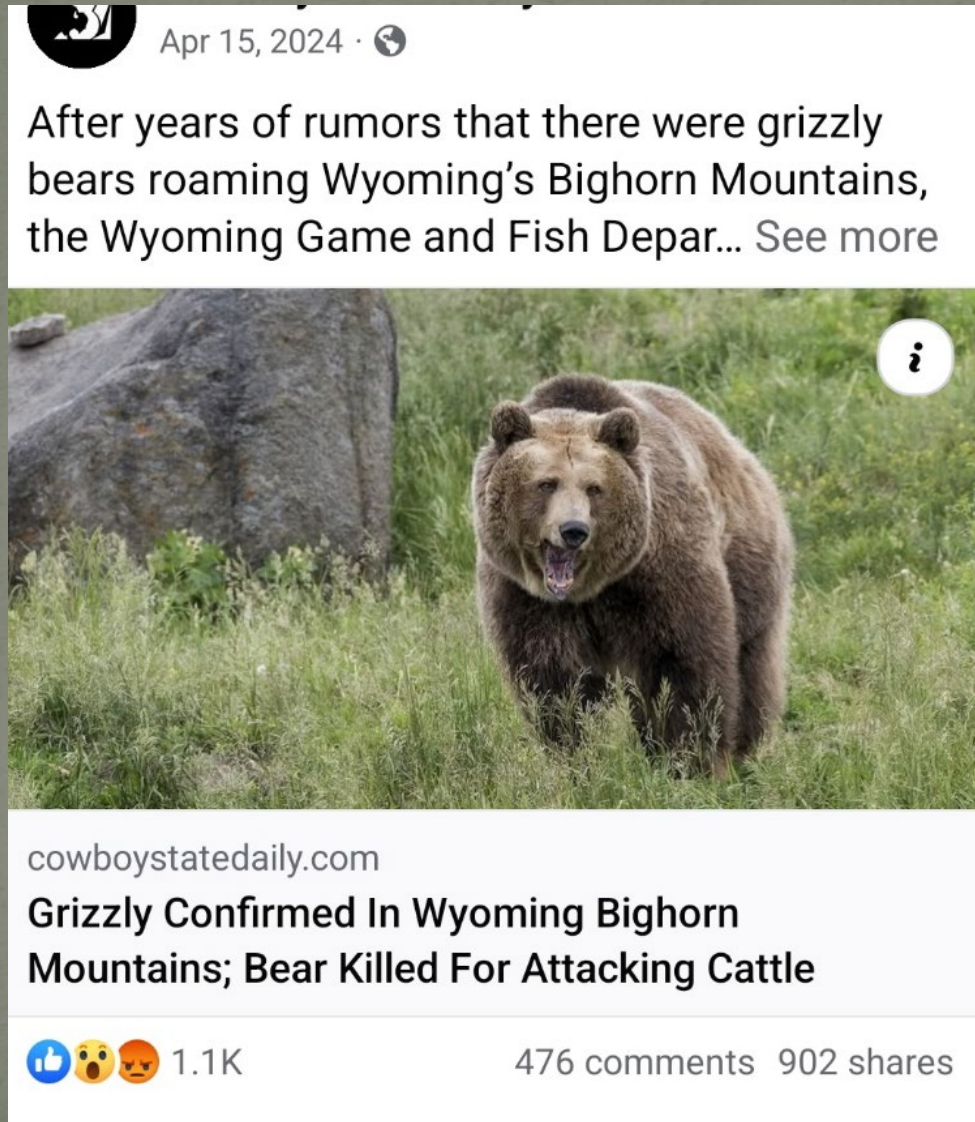 Apr 15, 2024 ·
After years of rumors that there were grizzly
bears roaming Wyoming’s Bighorn Mountains,
the Wyoming Game and Fish Depar... See more
i
cowboystatedaily.com
Grizzly Confirmed In Wyoming Bighorn
Mountains; Bear Killed For Attacking Cattle
1.1K 476 comments 902 shares